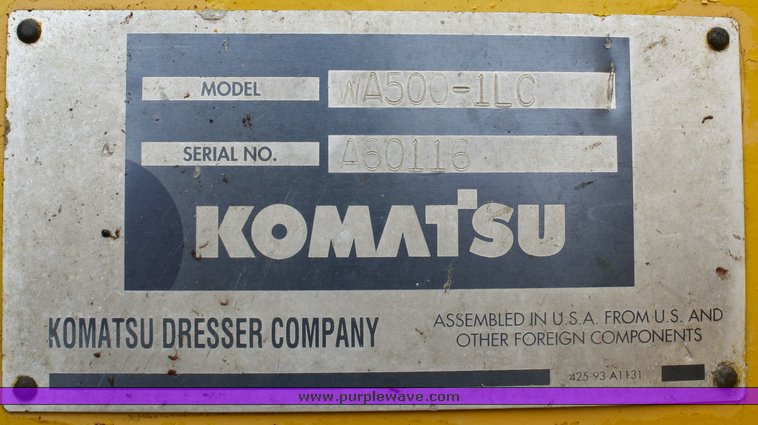 MODEL WA500-1LC
SERIAL NO. A60116
KOMATSU
KOMATSU DRESSER COMPANY
ASSEMBLED IN U.S.A. FROM U.S. AND
OTHER FOREIGN COMPONENTS
425-93-A1131
www.purplewave.com